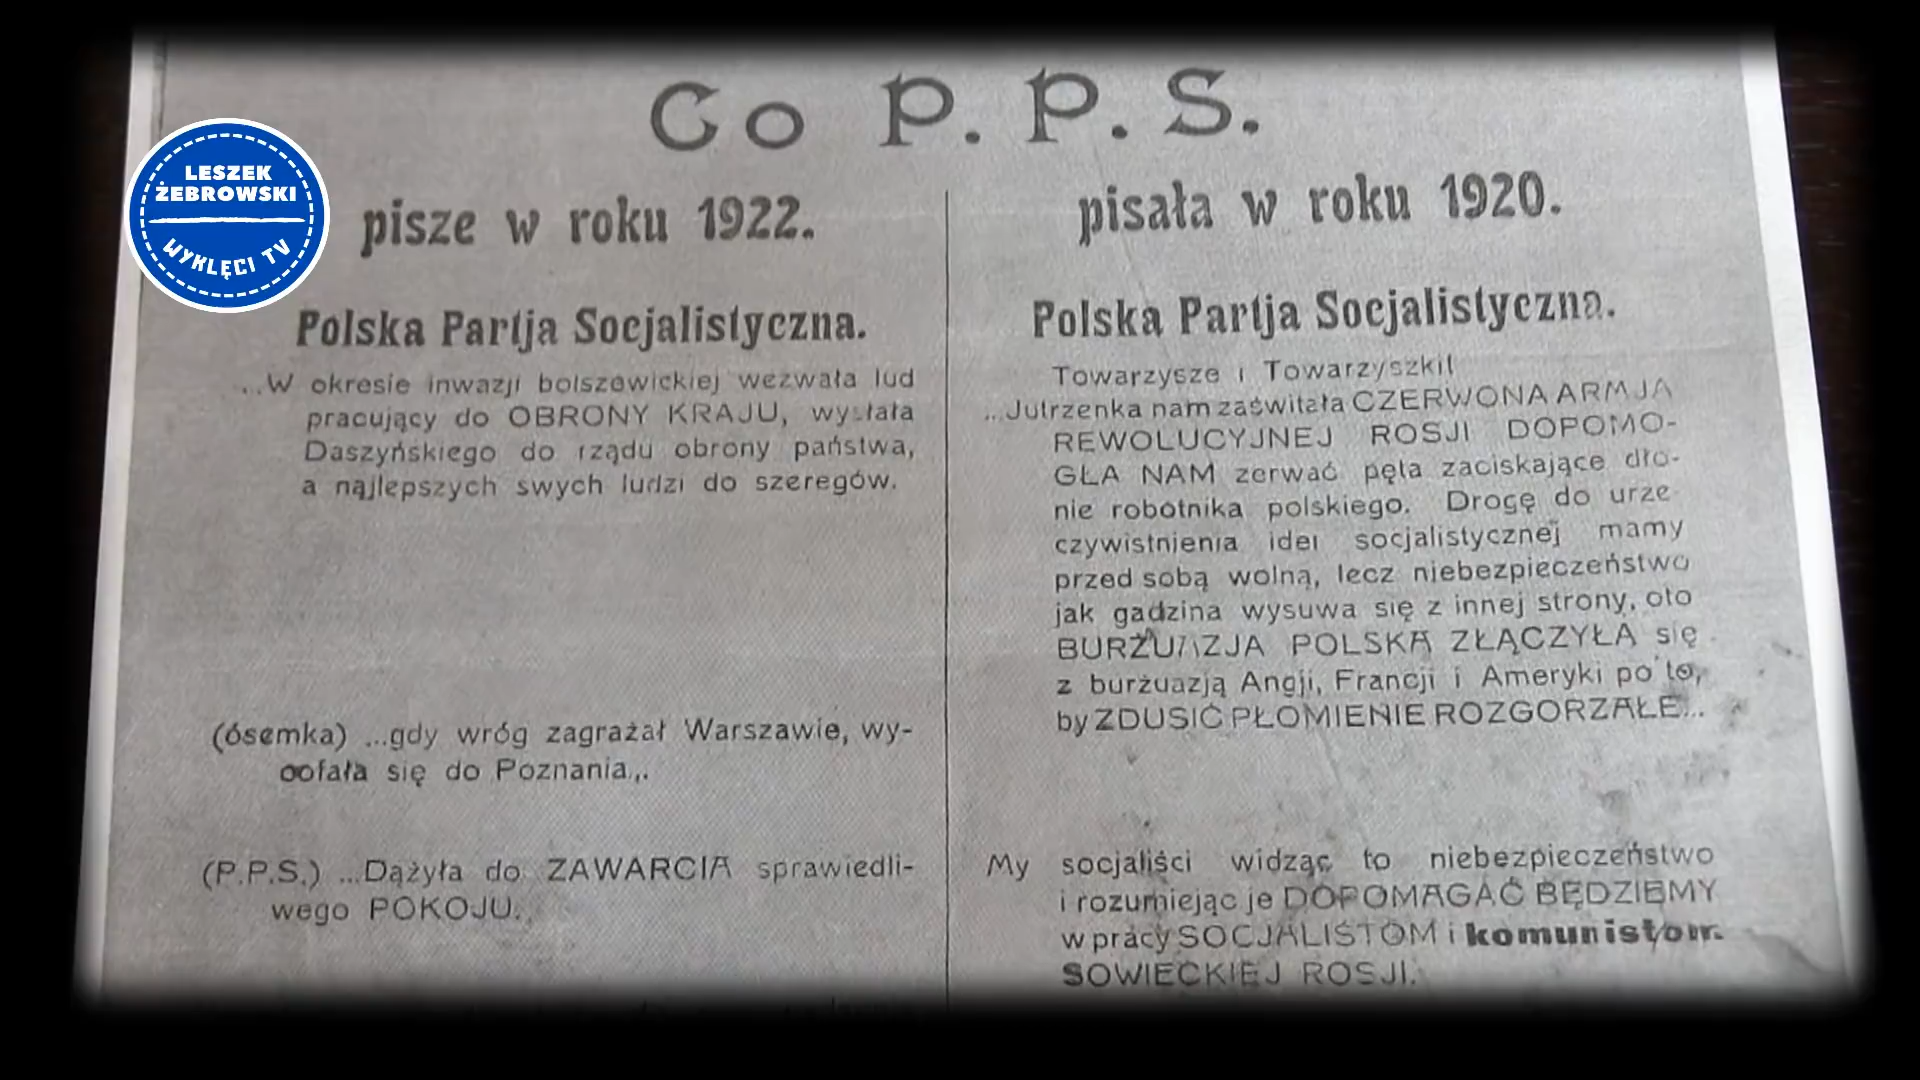 Co P. P. S.
LESZEK
ŻEBROWSKI
WYKLĘCI TV
pisze w roku 1922.
Polska Partja Socjalistyczna.
...W okresie inwazji bolszewickiej wezwała lud
pracujący do OBRONY KRAJU, wysłała
Daszyńskiego do rządu obrony państwa,
a najlepszych swych ludzi do szeregów.
(ósemka) ...gdy wróg zagrażał Warszawie, wy-
oofała się do Poznania,.
(P.P.S.) ...Dążyła do ZAWARCIA sprawiedli-
wego POKOJU.
pisała w roku 1920.
Polska Partja Socjalistyczna.
Towarzysze i Towarzyszki!
...Jutrzenka nam zaświtała CZERWONA ARMJA
REWOLUCYJNEJ ROSJI DOPOMO-
GŁA NAM zerwać pęta zaciskające dło-
nie robotnika polskiego. Drogę do urze-
czywistnienia idei socjalistycznej mamy
przed sobą wolną, lecz niebezpieczeństwo
jak gadzina wysuwa się z innej strony, oto
BURŻUAZJA POLSKA ZŁĄCZYŁA się
z burżuazją Angji, Francji i Ameryki po to,
by ZDUSIĆ PŁOMIENIE ROZGORZAŁE...
My socjaliści widząc to niebezpieczeństwo
i rozumiejąc je DOPOMAGAĆ BĘDZIEMY
w pracy SOCJALISTOM i komunistom
SOWIECKIEJ ROSJI.